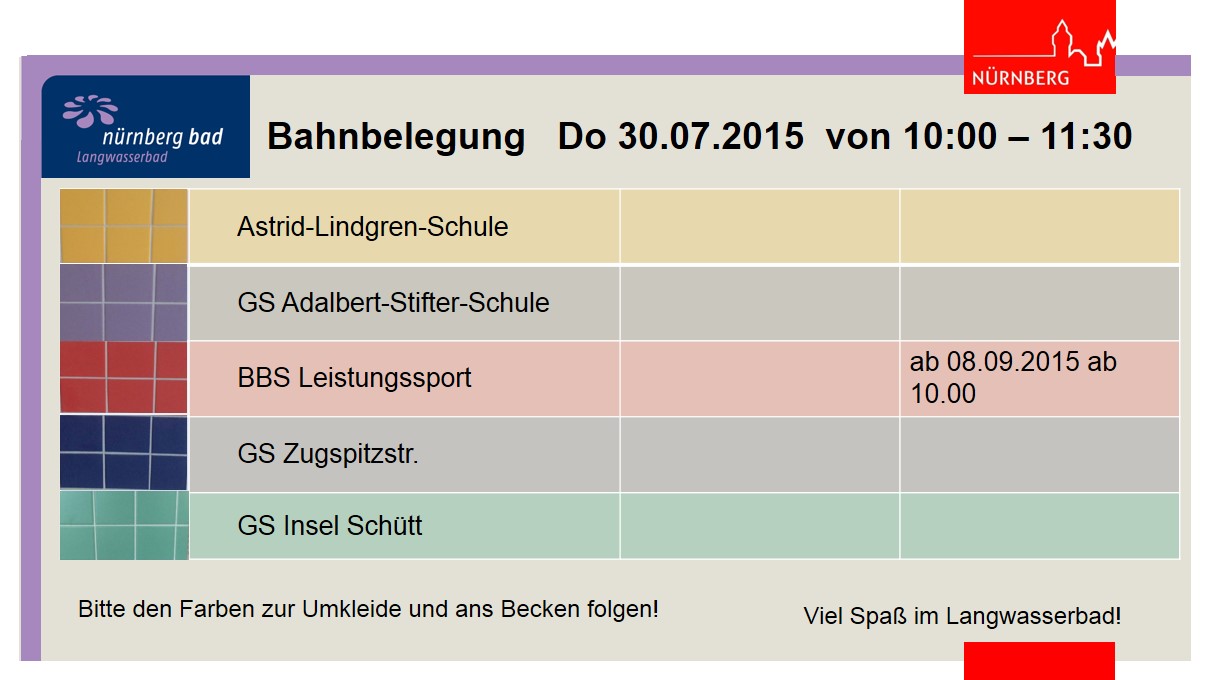 NÜRNBERG
nürnberg bad
Langwasserbad
Bahnbelegung Do 30.07.2015 von 10:00 – 11:30
Astrid-Lindgren-Schule
GS Adalbert-Stifter-Schule
BBS Leistungssport
ab 08.09.2015 ab
10.00
GS Zugspitzstr.
GS Insel Schütt
Bitte den Farben zur Umkleide und ans Becken folgen!
Viel Spaß im Langwasserbad!